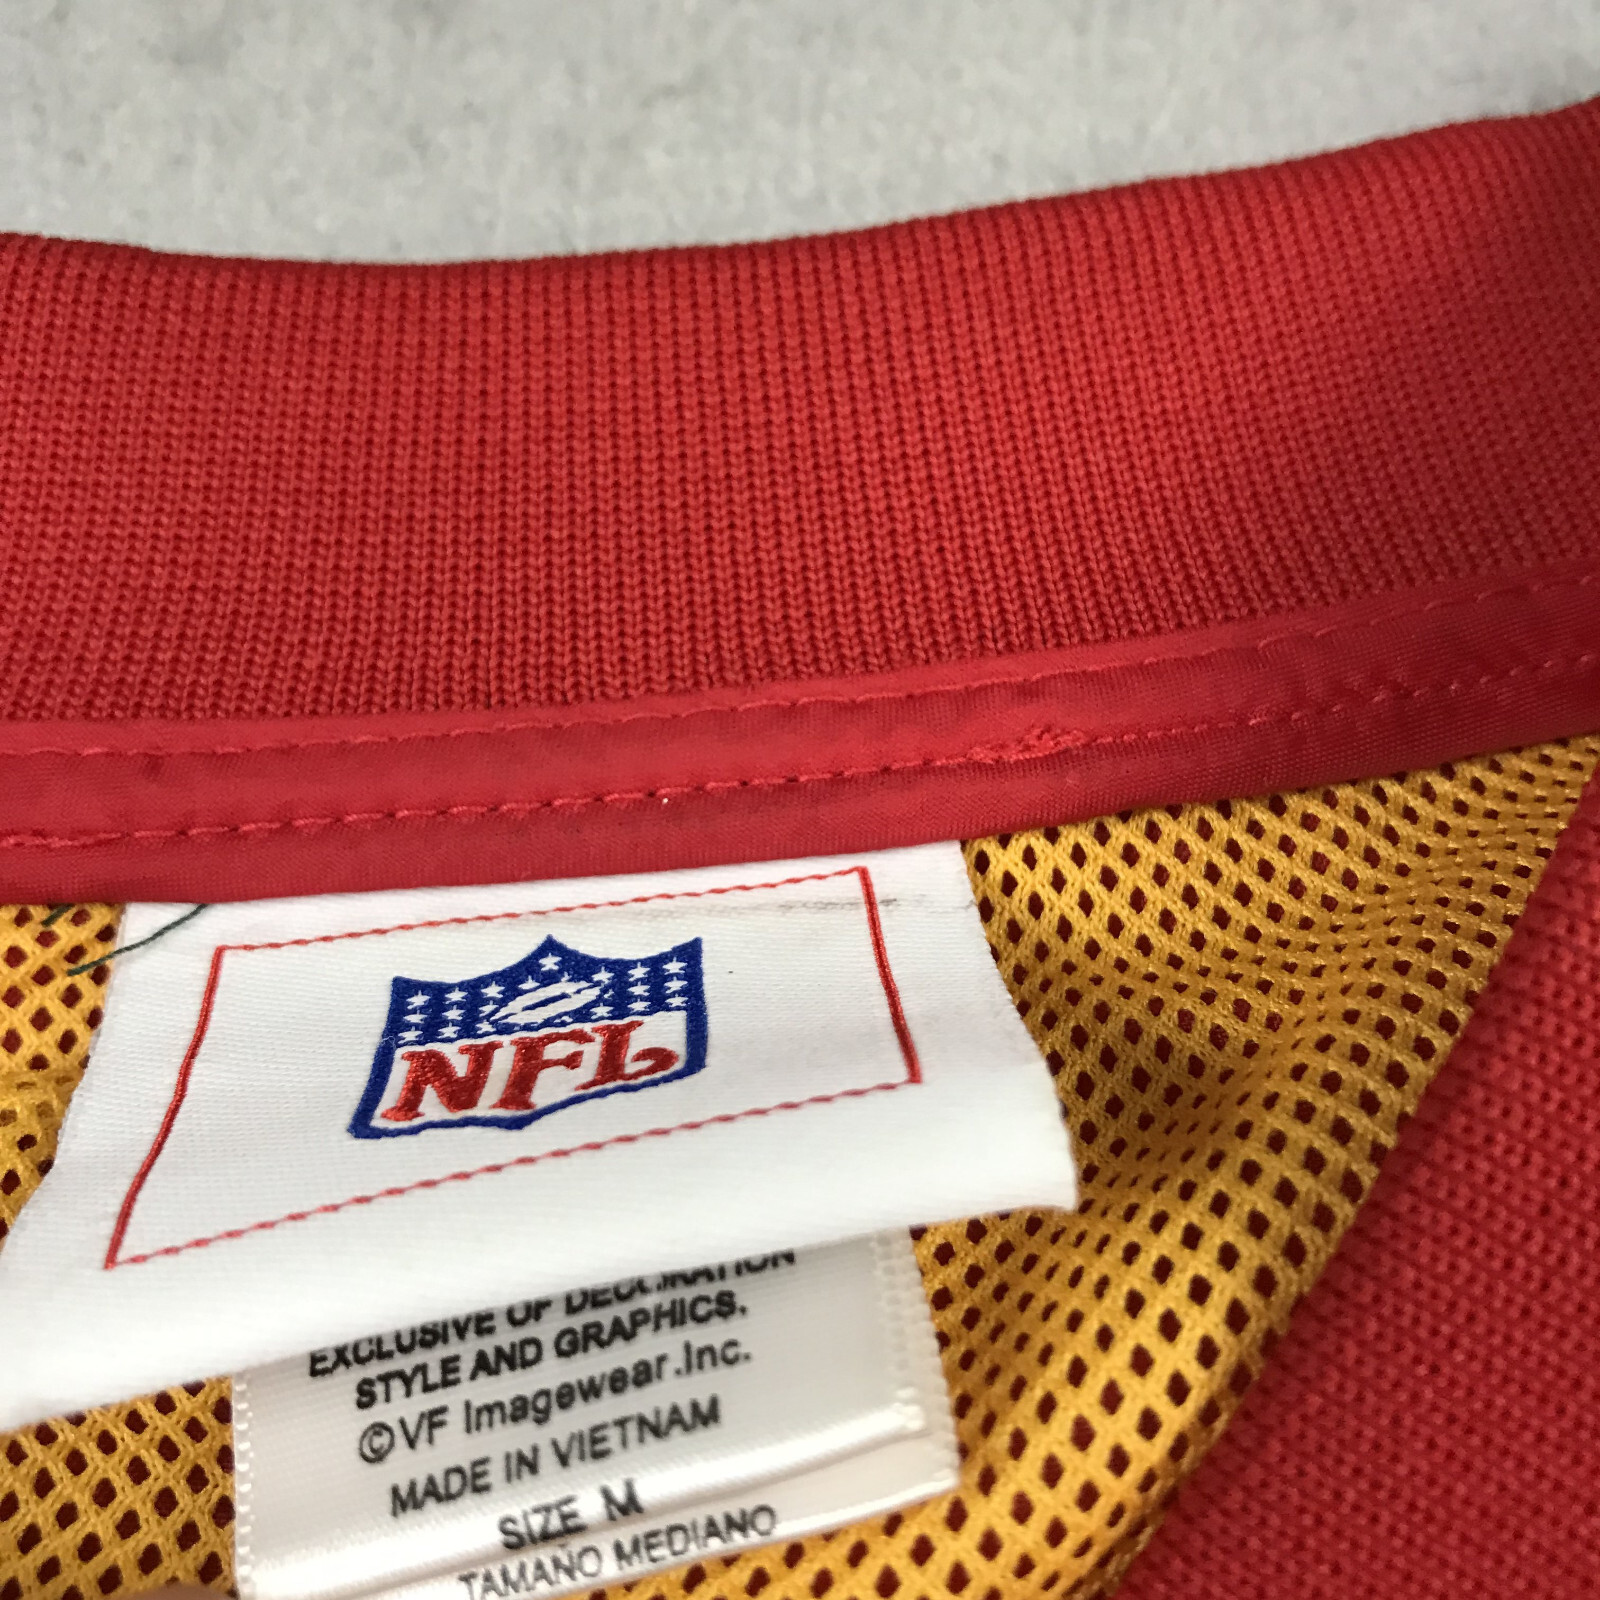 NFL
EXCLUSIVE OF DECORATION
STYLE AND GRAPHICS.
©VF Imagewear.Inc.
MADE IN VIETNAM
SIZE M
TAMAÑO MEDIANO